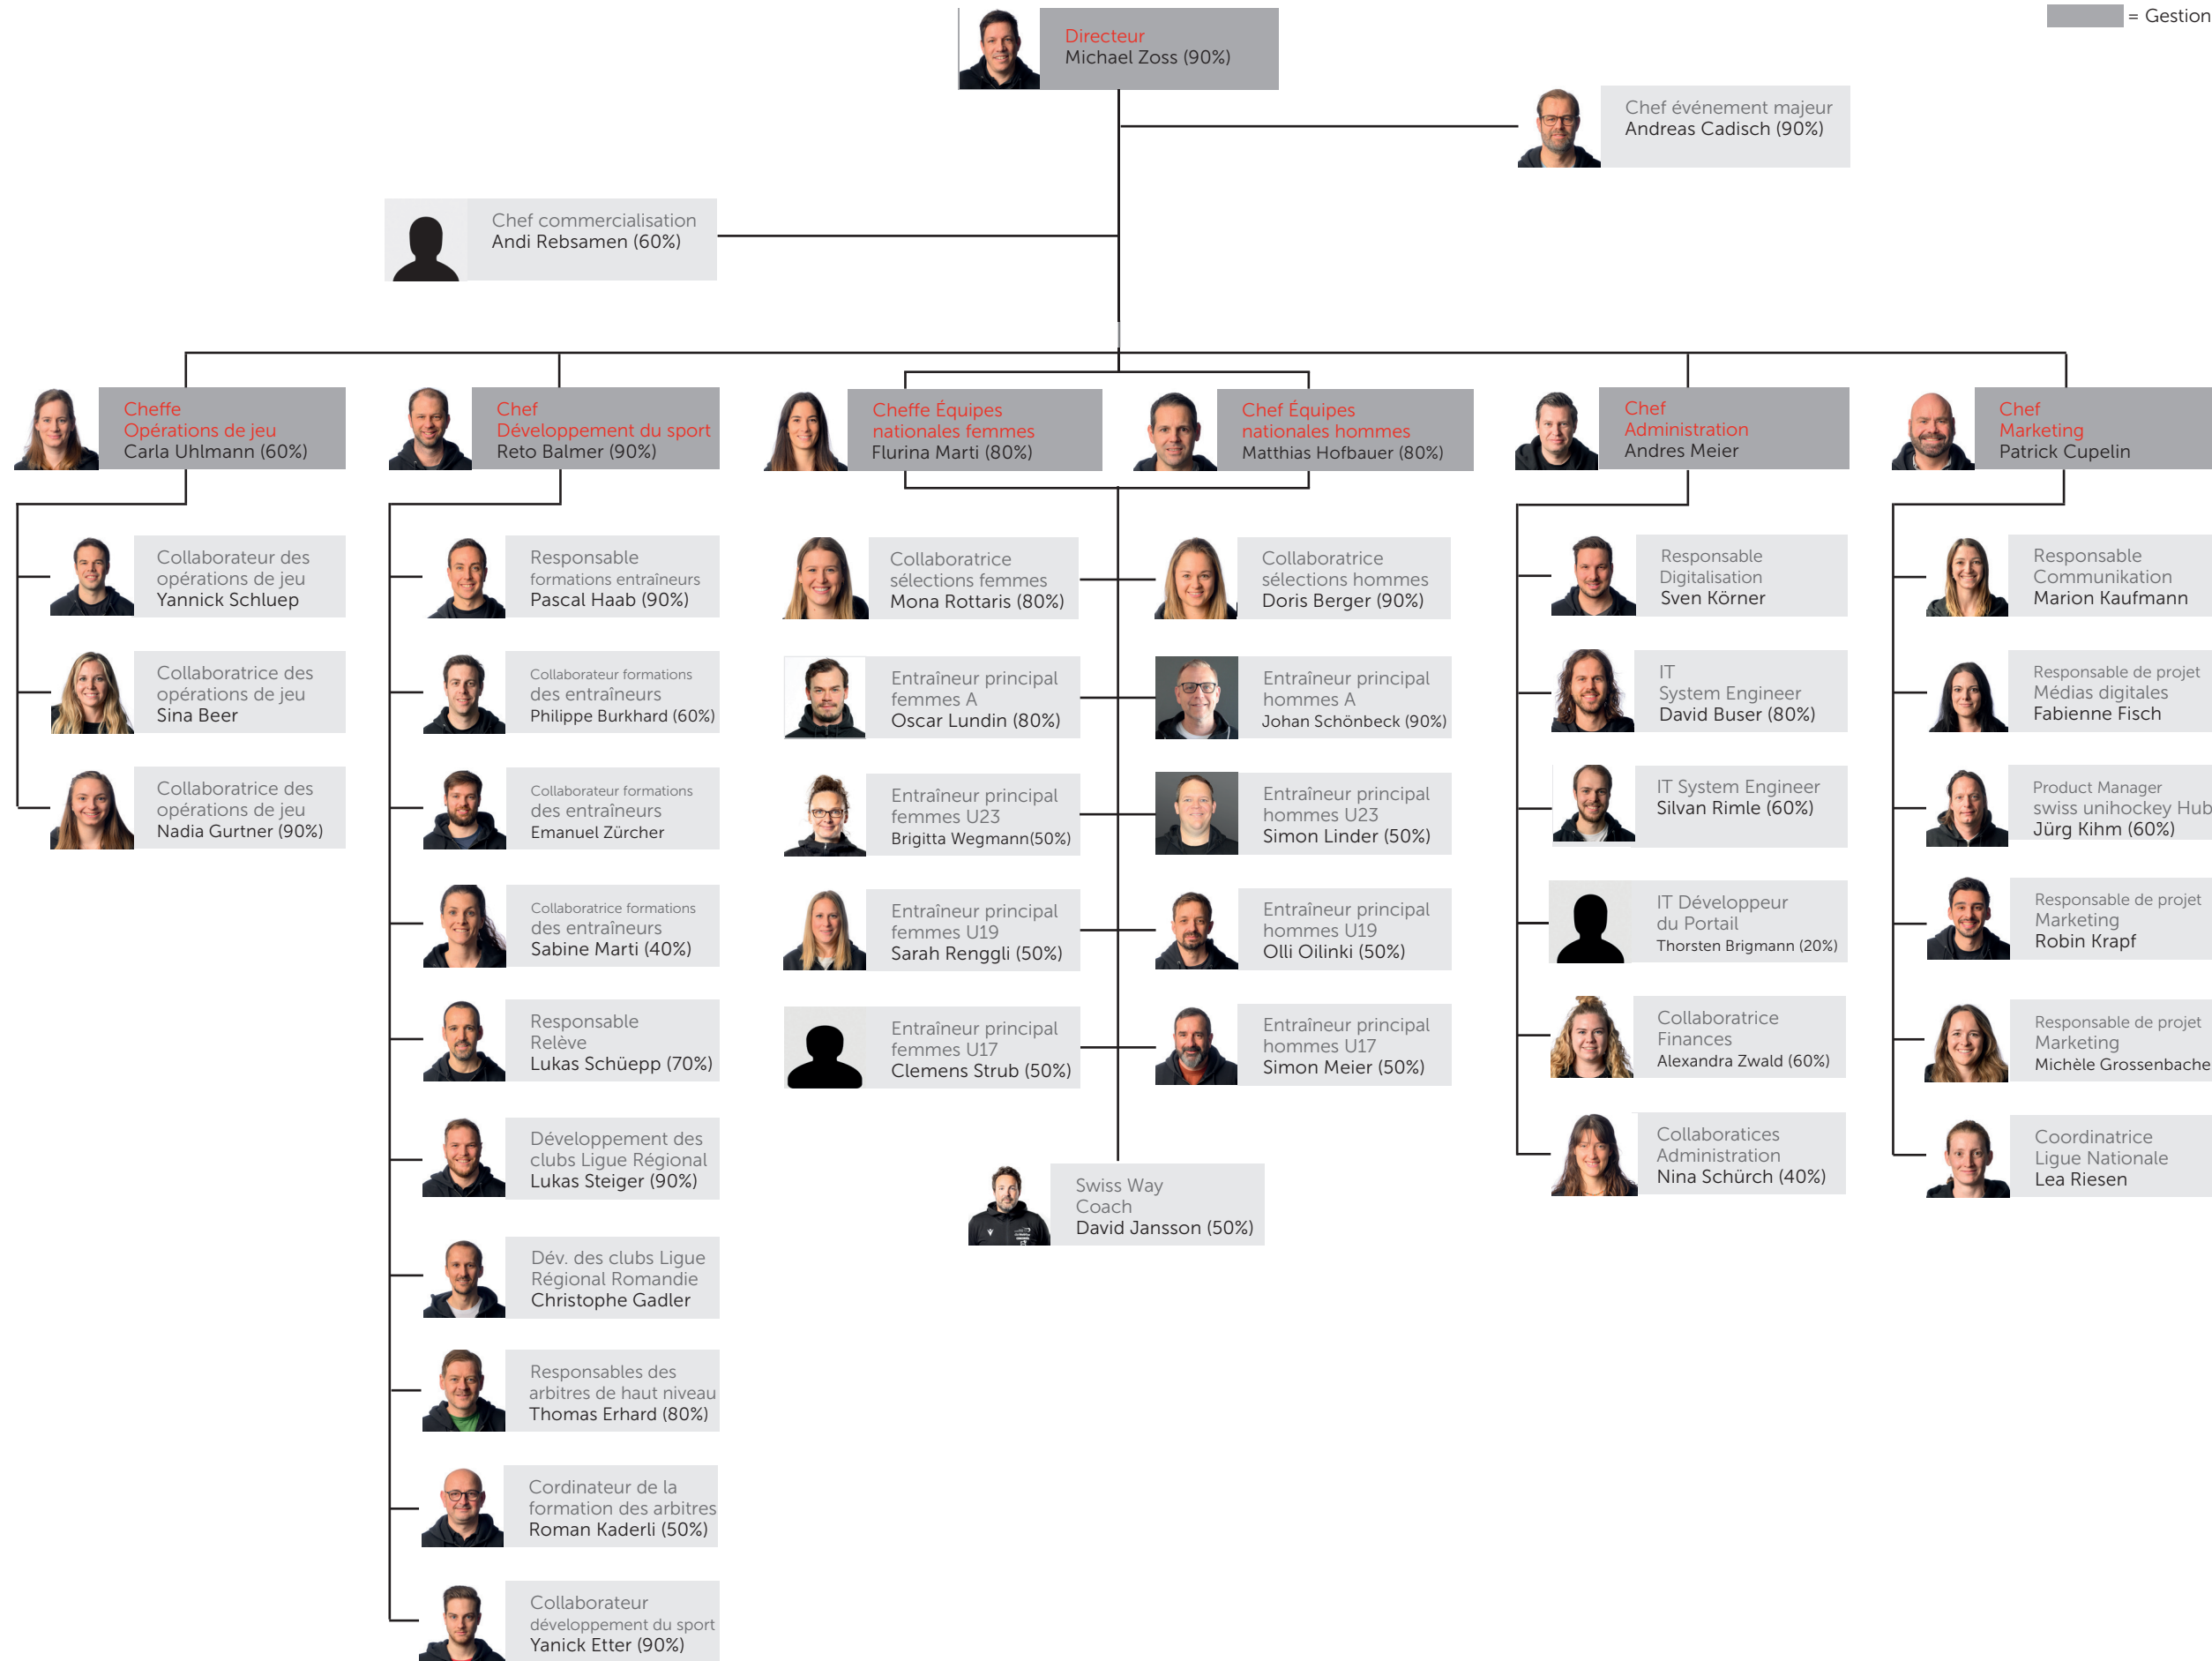 = Gestion
Directeur
Michael Zoss (90%)
Chef événement majeur
Andreas Cadisch (90%)
Chef commercialisation
Andi Rebsamen (60%)
Cheffe
Opérations de jeu
Carla Uhlmann (60%)
Chef
Développement du sport
Reto Balmer (90%)
Cheffe Équipes
nationales femmes
Flurina Marti (80%)
Chef Équipes
nationales hommes
Matthias Hofbauer (80%)
Chef
Administration
Andres Meier
Chef
Marketing
Patrick Cupelin
Collaborateur des
opérations de jeu
Yannick Schluep
Collaboratrice des
opérations de jeu
Sina Beer
Collaboratrice des
opérations de jeu
Nadia Gurtner (90%)
Responsable
formations entraîneurs
Pascal Haab (90%)
Collaborateur formations
des entraîneurs
Philippe Burkhard (60%)
Collaborateur formations
des entraîneurs
Emanuel Zürcher
Collaboratrice formations
des entraîneurs
Sabine Marti (40%)
Responsable
Relève
Lukas Schüepp (70%)
Développement des
clubs Ligue Régional
Lukas Steiger (90%)
Dév. des clubs Ligue
Régional Romandie
Christophe Gadler
Responsables des
arbitres de haut niveau
Thomas Erhard (80%)
Cordinateur de la
formation des arbitres
Roman Kaderli (50%)
Collaborateur
développement du sport
Yanick Etter (90%)
Collaboratrice
sélections femmes
Mona Rottaris (80%)
Entraîneur principal
femmes A
Oscar Lundin (80%)
Entraîneur principal
femmes U23
Brigitta Wegmann(50%)
Entraîneur principal
femmes U19
Sarah Renggli (50%)
Entraîneur principal
femmes U17
Clemens Strub (50%)
Collaboratrice
sélections hommes
Doris Berger (90%)
Entraîneur principal
hommes A
Johan Schönbeck (90%)
Entraîneur principal
hommes U23
Simon Linder (50%)
Entraîneur principal
hommes U19
Olli Oilinki (50%)
Entraîneur principal
hommes U17
Simon Meier (50%)
Swiss Way
Coach
David Jansson (50%)
Responsable
Digitalisation
Sven Körner
IT
System Engineer
David Buser (80%)
IT System Engineer
Silvan Rimle (60%)
IT Développeur
du Portail
Thorsten Brigmann (20%)
Collaboratrice
Finances
Alexandra Zwald (60%)
Collaboratices
Administration
Nina Schürch (40%)
Responsable
Communikation
Marion Kaufmann
Responsable de projet
Médias digitales
Fabienne Fisch
Product Manager
swiss unihockey Hub
Jürg Kihm (60%)
Responsable de projet
Marketing
Robin Krapf
Responsable de projet
Marketing
Michèle Grossenbache
Coordinatrice
Ligue Nationale
Lea Riesen